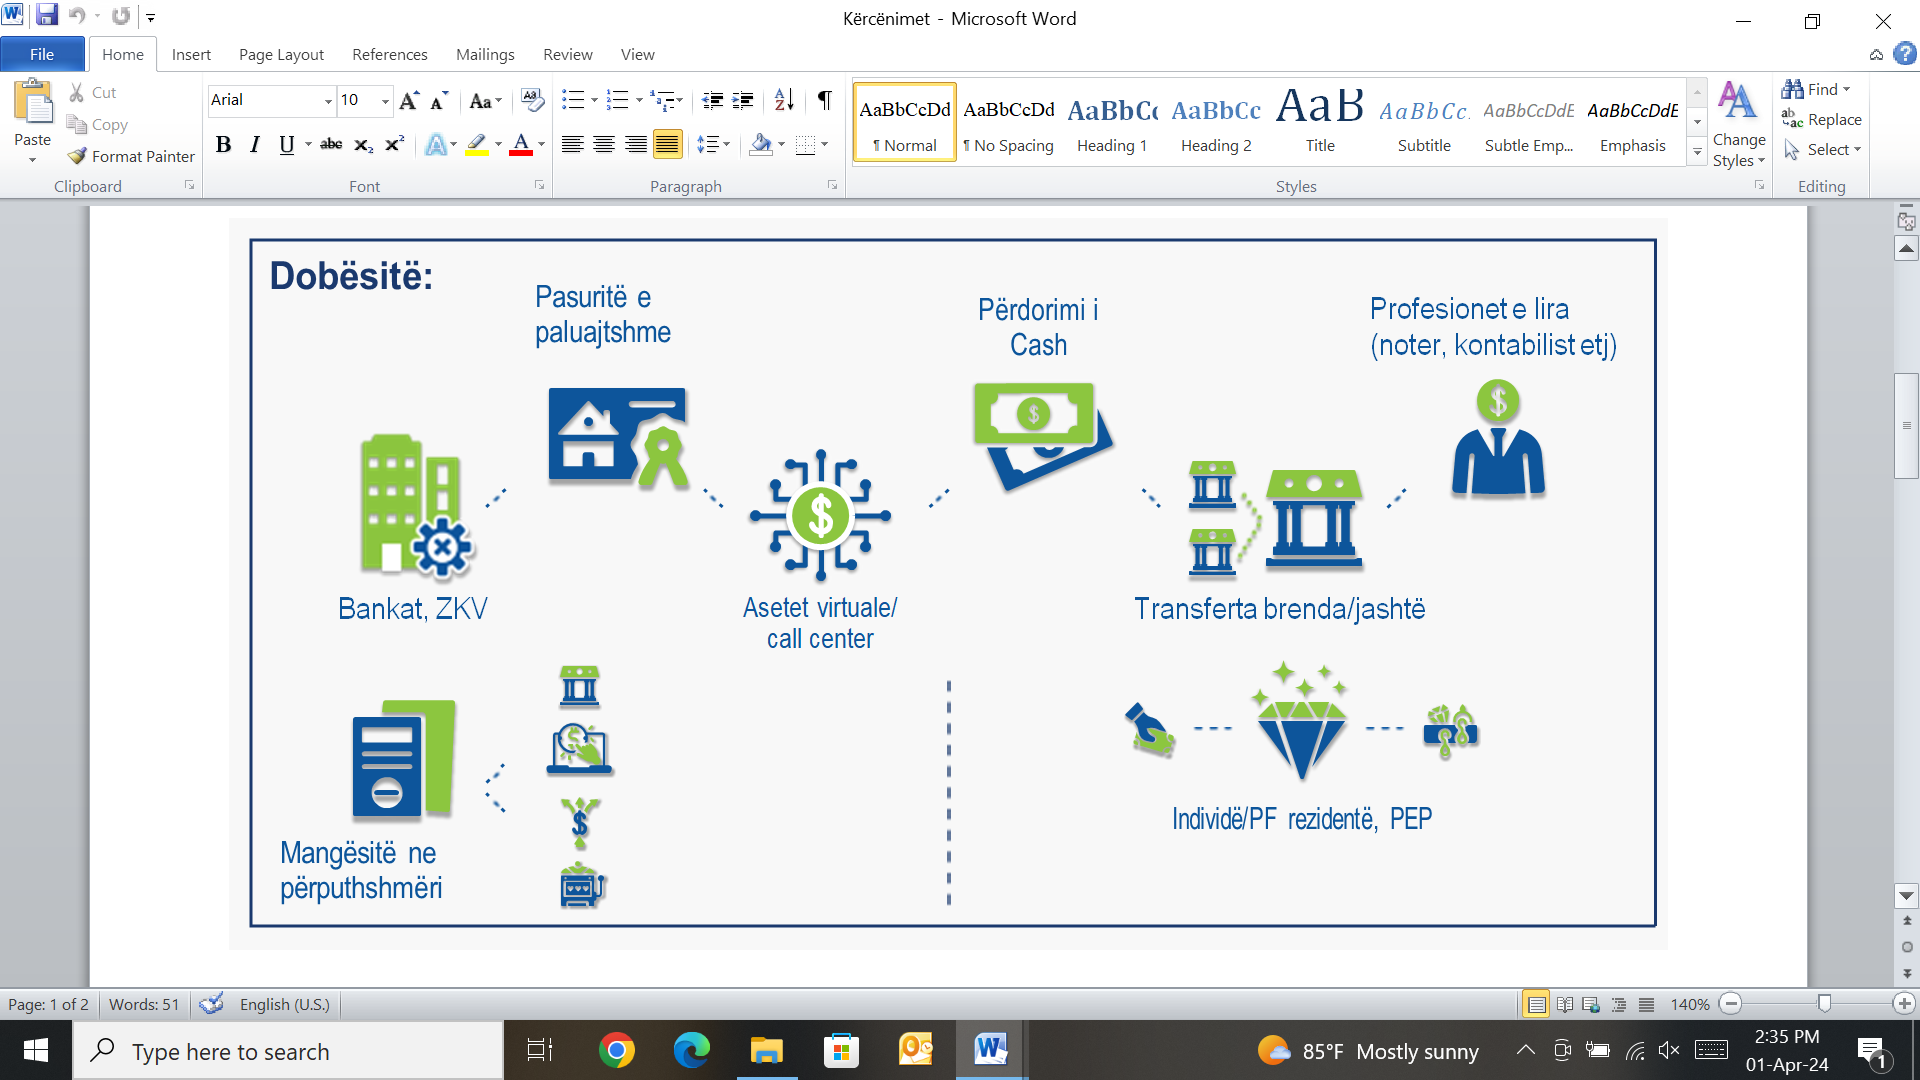 Kërcënimet - Microsoft Word
File Home Insert Page Layout References Mailings Review View
Paste
Cut
Copy
Format Painter
Clipboard
Arial 10
Font
Paragraph
AaBbCcDd AaBbCcDd AaBbCc AaBbCc AaB AaBbCc. AaBbCcDdE AaBbCcDdE
¶ Normal ¶ No Spacing Heading 1 Heading 2 Title Subtitle Subtle Emp... Emphasis
Change
Styles
Styles
Find
Replace
Select
Editing
Dobësitë:
Pasuritë e
paluajtshme
Përdorimi i
Cash
Profesionet e lira
(noter, kontabilist etj)
Bankat, ZKV
Asetet virtuale/
call center
Transferta brenda/jashtë
Mangësitë ne
përputhshmëri
Individë/PF rezidentë, PEP
Page: 1 of 2 Words: 51 English (U.S.) 140%
Type here to search
85°F Mostly sunny
2:35 PM
01-Apr-24
1